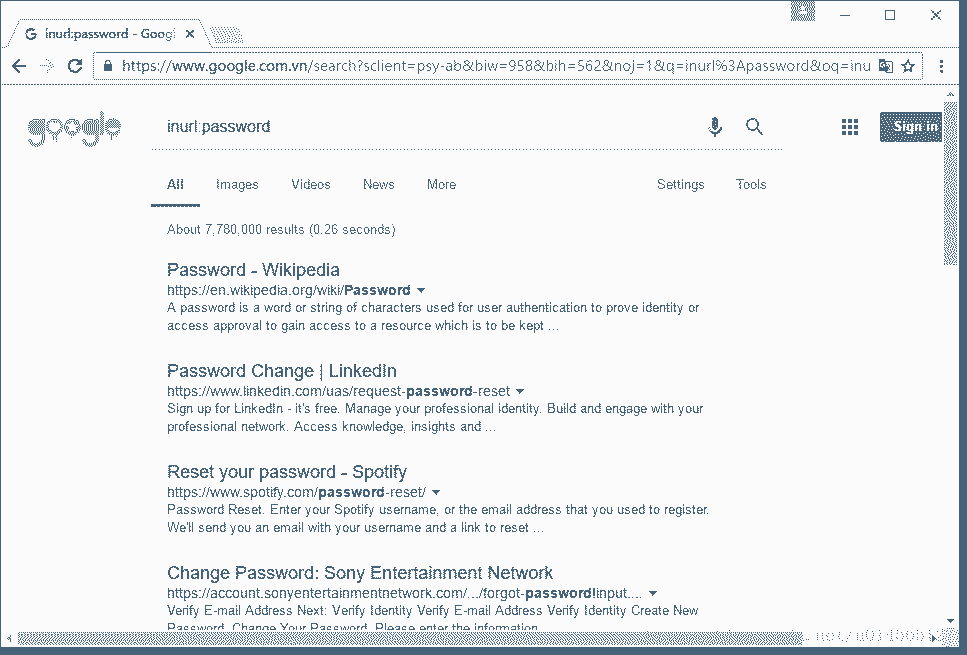 inurl:password - Googl
https://www.google.com.vn/search?sclient=psy-ab&biw=958&bih=562&noj=1&q=inurl%3Apassword&oq=inu
Google
inurl:password
Sign in
All Images Videos News More Settings Tools
About 7,780,000 results (0.26 seconds)
Password - Wikipedia
https://en.wikipedia.org/wiki/Password
A password is a word or string of characters used for user authentication to prove identity or
access approval to gain access to a resource which is to be kept ...
Password Change | LinkedIn
https://www.linkedin.com/uas/request-password-reset
Sign up for LinkedIn - it's free. Manage your professional identity. Build and engage with your
professional network. Access knowledge, insights and ...
Reset your password - Spotify
https://www.spotify.com/password-reset/
Password Reset. Enter your Spotify username, or the email address that you used to register.
We'll send you an email with your username and a link to reset ...
Change Password: Sony Entertainment Network
https://account.sonyentertainmentnetwork.com/.../forgot-password!input....
Verify E-mail Address Next: Verify Identity Verify E-mail Address Verify Identity Create New
Password. Change Your Password. Please enter the information